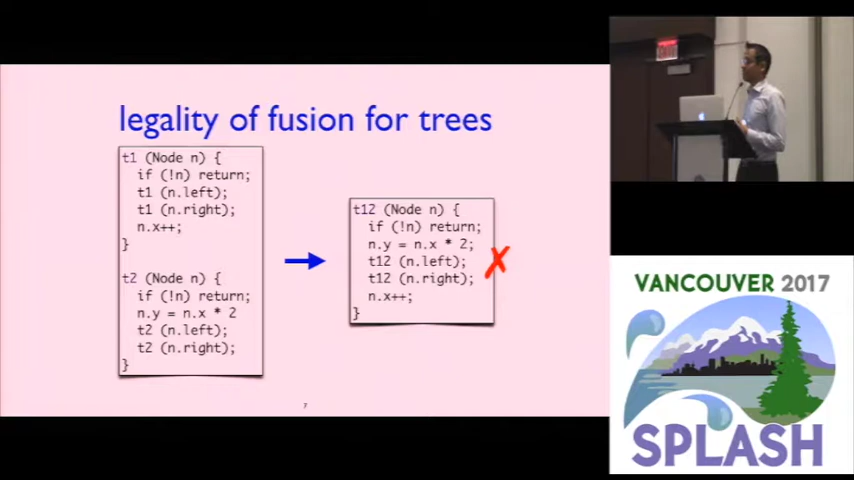 legality of fusion for trees
t1 (Node n) {
if (!n) return;
t1 (n.left);
t1 (n.right);
n.x++;
}
t2 (Node n) {
if (!n) return;
n.y = n.x * 2
t2 (n.left);
t2 (n.right);
}
t12 (Node n) {
if (!n) return;
n.y = n.x * 2;
t12 (n.left);
t12 (n.right);
n.x++;
}
7
VANCOUVER 2017
SPLASH